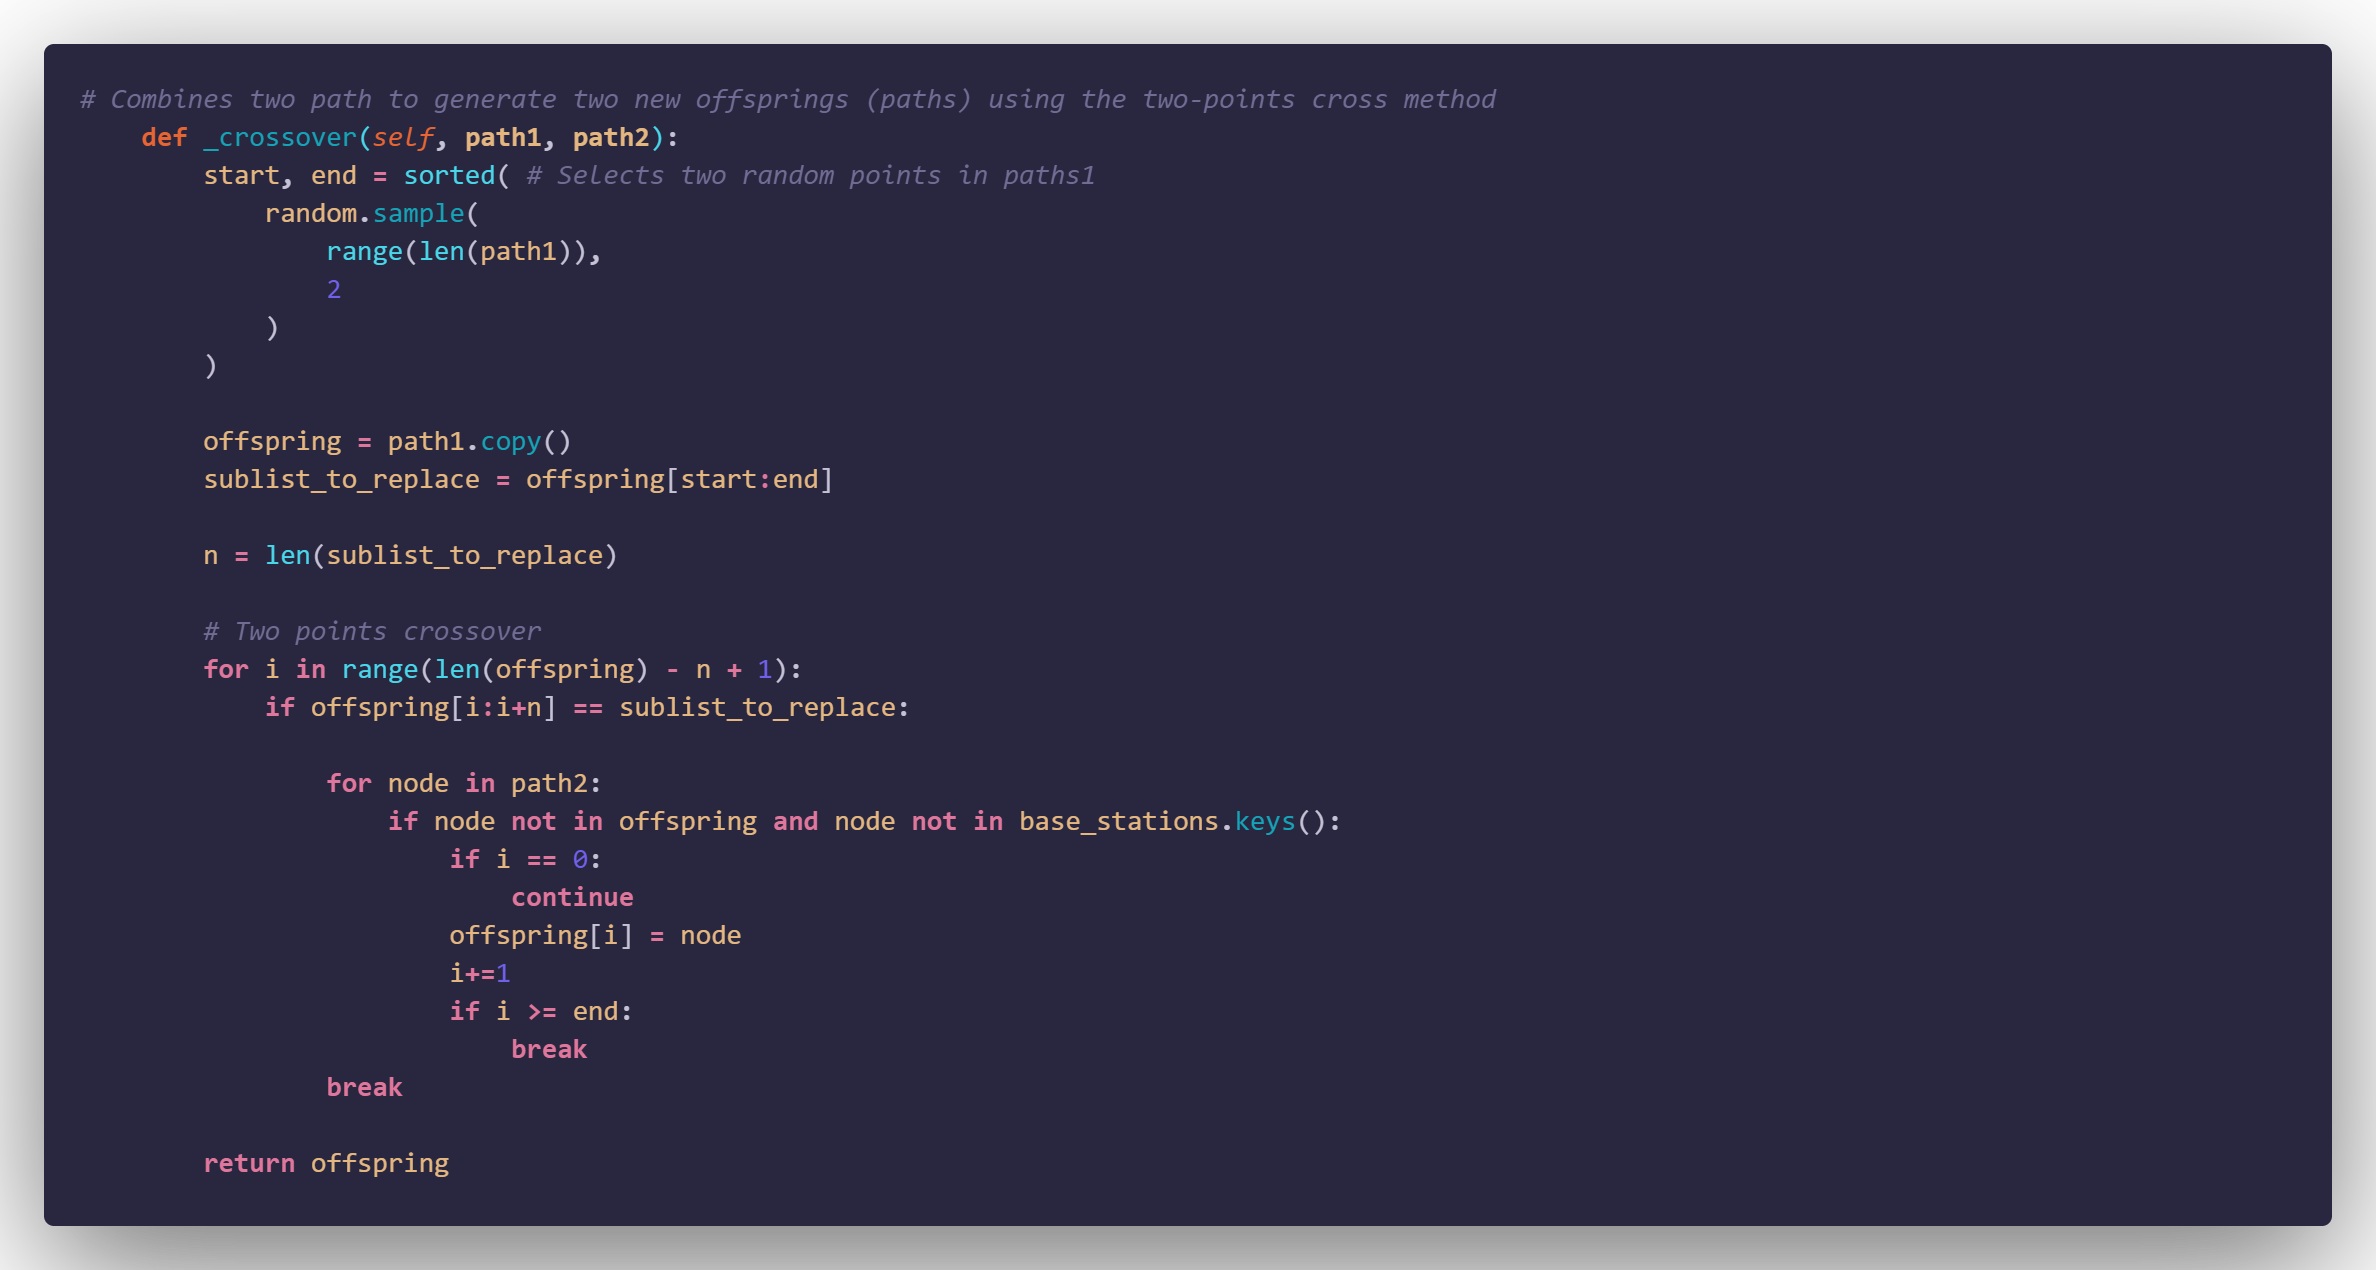 # Combines two path to generate two new offsprings (paths) using the two-points cross method
    def _crossover(self, path1, path2):
        start, end = sorted( # Selects two random points in paths1
            random.sample(
                range(len(path1)),
                2
            )
        )

        offspring = path1.copy()
        sublist_to_replace = offspring[start:end]

        n = len(sublist_to_replace)

        # Two points crossover
        for i in range(len(offspring) - n + 1):
            if offspring[i:i+n] == sublist_to_replace:

                for node in path2:
                    if node not in offspring and node not in base_stations.keys():
                        if i == 0:
                            continue
                        offspring[i] = node
                        i+=1
                        if i >= end:
                            break
                break

        return offspring